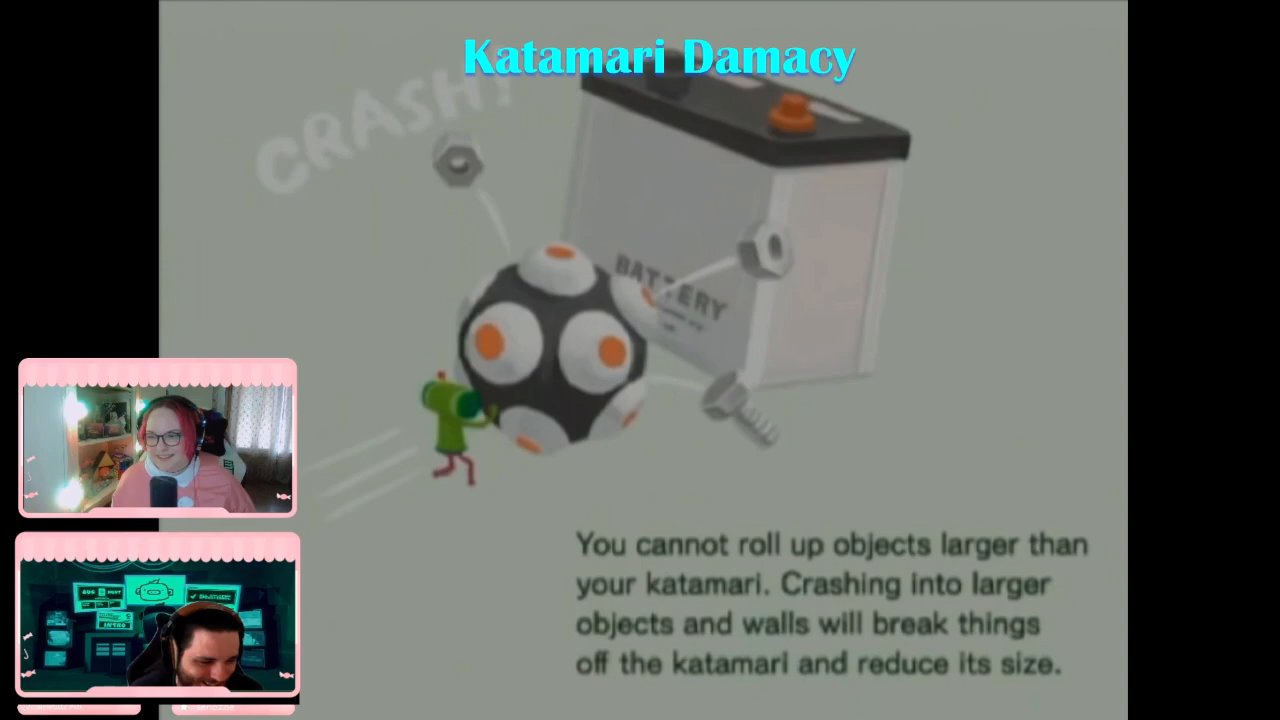 Katamari Damacy
CRASH!
BATTERY
You cannot roll up objects larger than
your katamari. Crashing into larger
objects and walls will break things
off the katamari and reduce its size.
INTRO